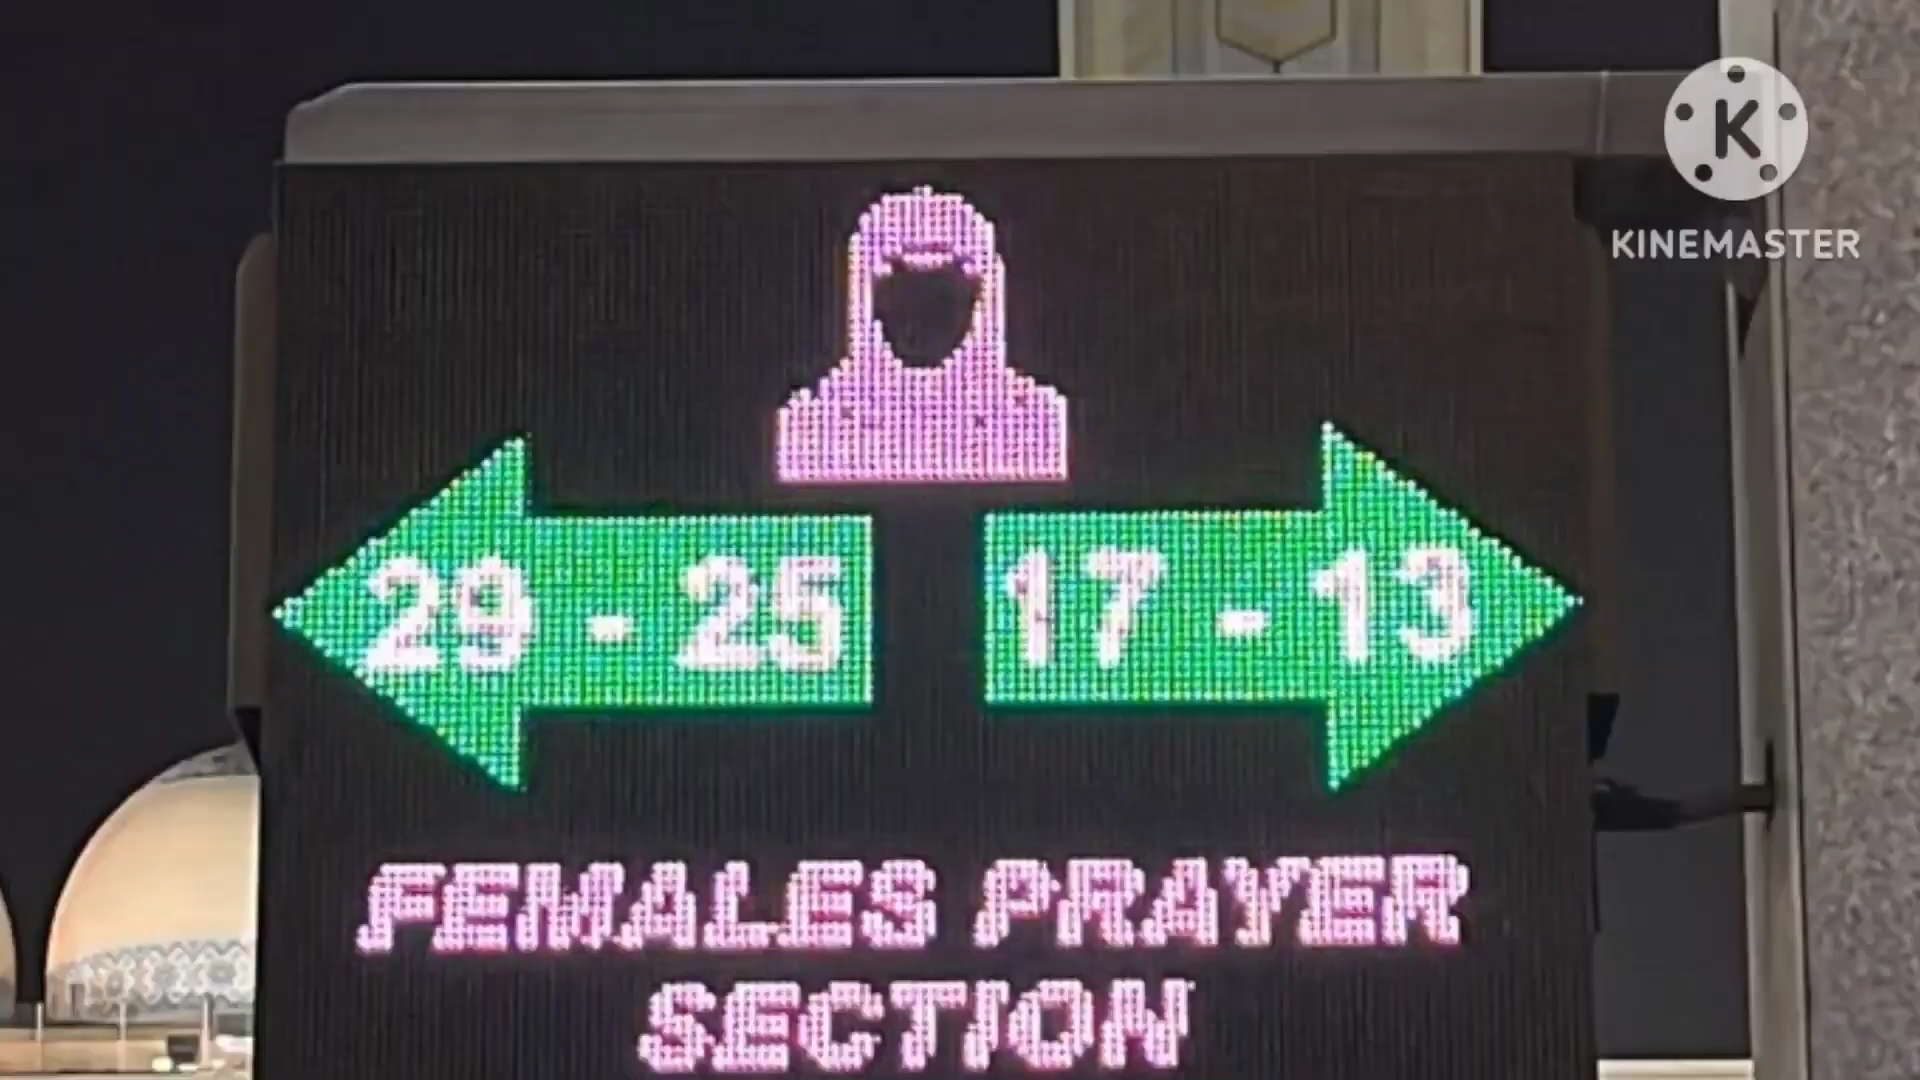 K
KINEMASTER
29 - 25
17 - 13
FEMALES PRAYER
SECTION